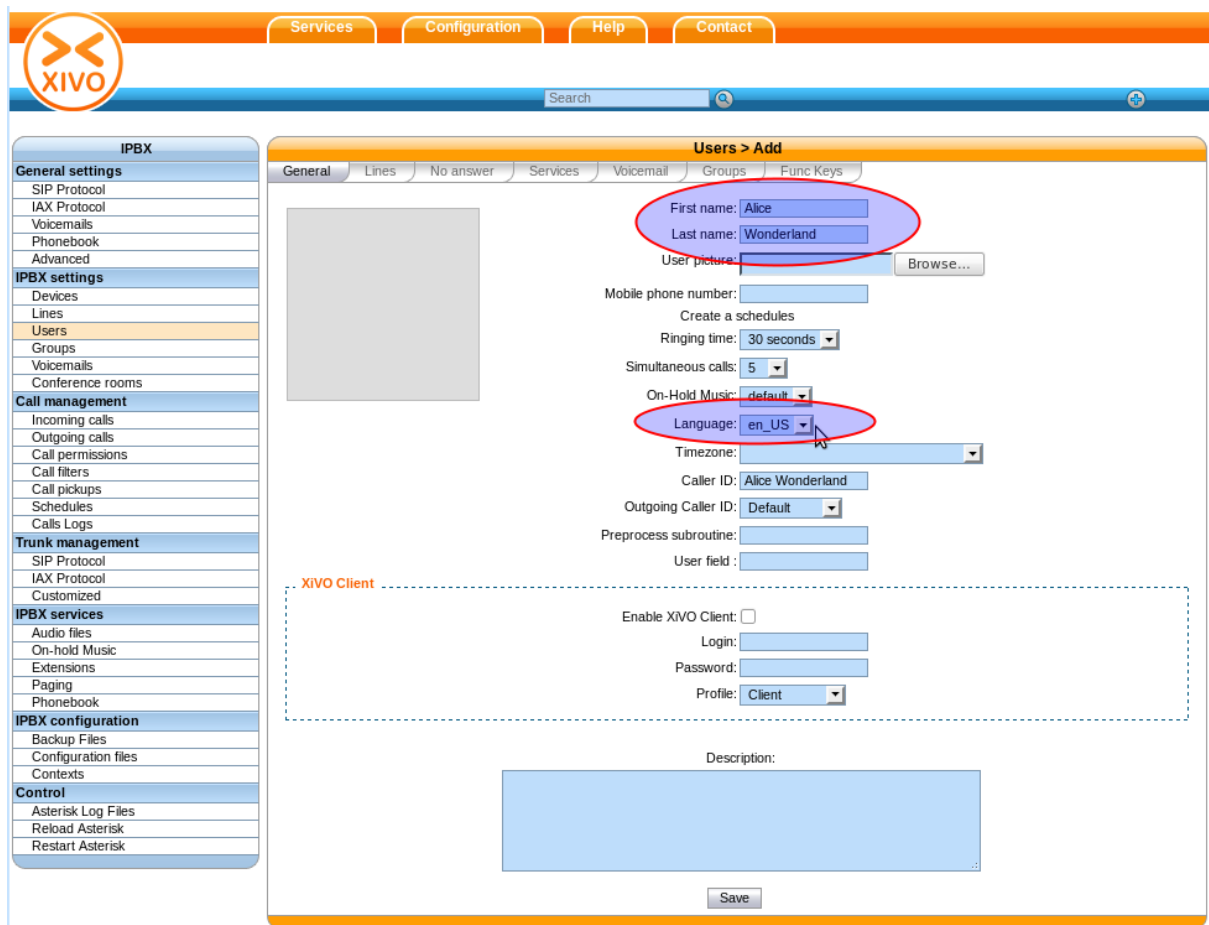 Services Configuration Help Contact
XIVO
Search
IPBX
General settings
SIP Protocol
IAX Protocol
Voicemails
Phonebook
Advanced
IPBX settings
Devices
Lines
Users
Groups
Voicemails
Conference rooms
Call management
Incoming calls
Outgoing calls
Call permissions
Call filters
Call pickups
Schedules
Calls Logs
Trunk management
SIP Protocol
IAX Protocol
Customized
IPBX services
Audio files
On-hold Music
Extensions
Paging
Phonebook
IPBX configuration
Backup Files
Configuration files
Contexts
Control
Asterisk Log Files
Reload Asterisk
Restart Asterisk
Users > Add
General Lines No answer Services Voicemail Groups Func Keys
First name: Alice
Last name: Wonderland
User picture: Browse...
Mobile phone number:
Create a schedules
Ringing time: 30 seconds
Simultaneous calls: 5
On-Hold Music: default
Language: en_US
Timezone:
Caller ID: Alice Wonderland
Outgoing Caller ID: Default
Preprocess subroutine:
User field :
XiVO Client
Enable XiVO Client:
Login:
Password:
Profile: Client
Description:
Save